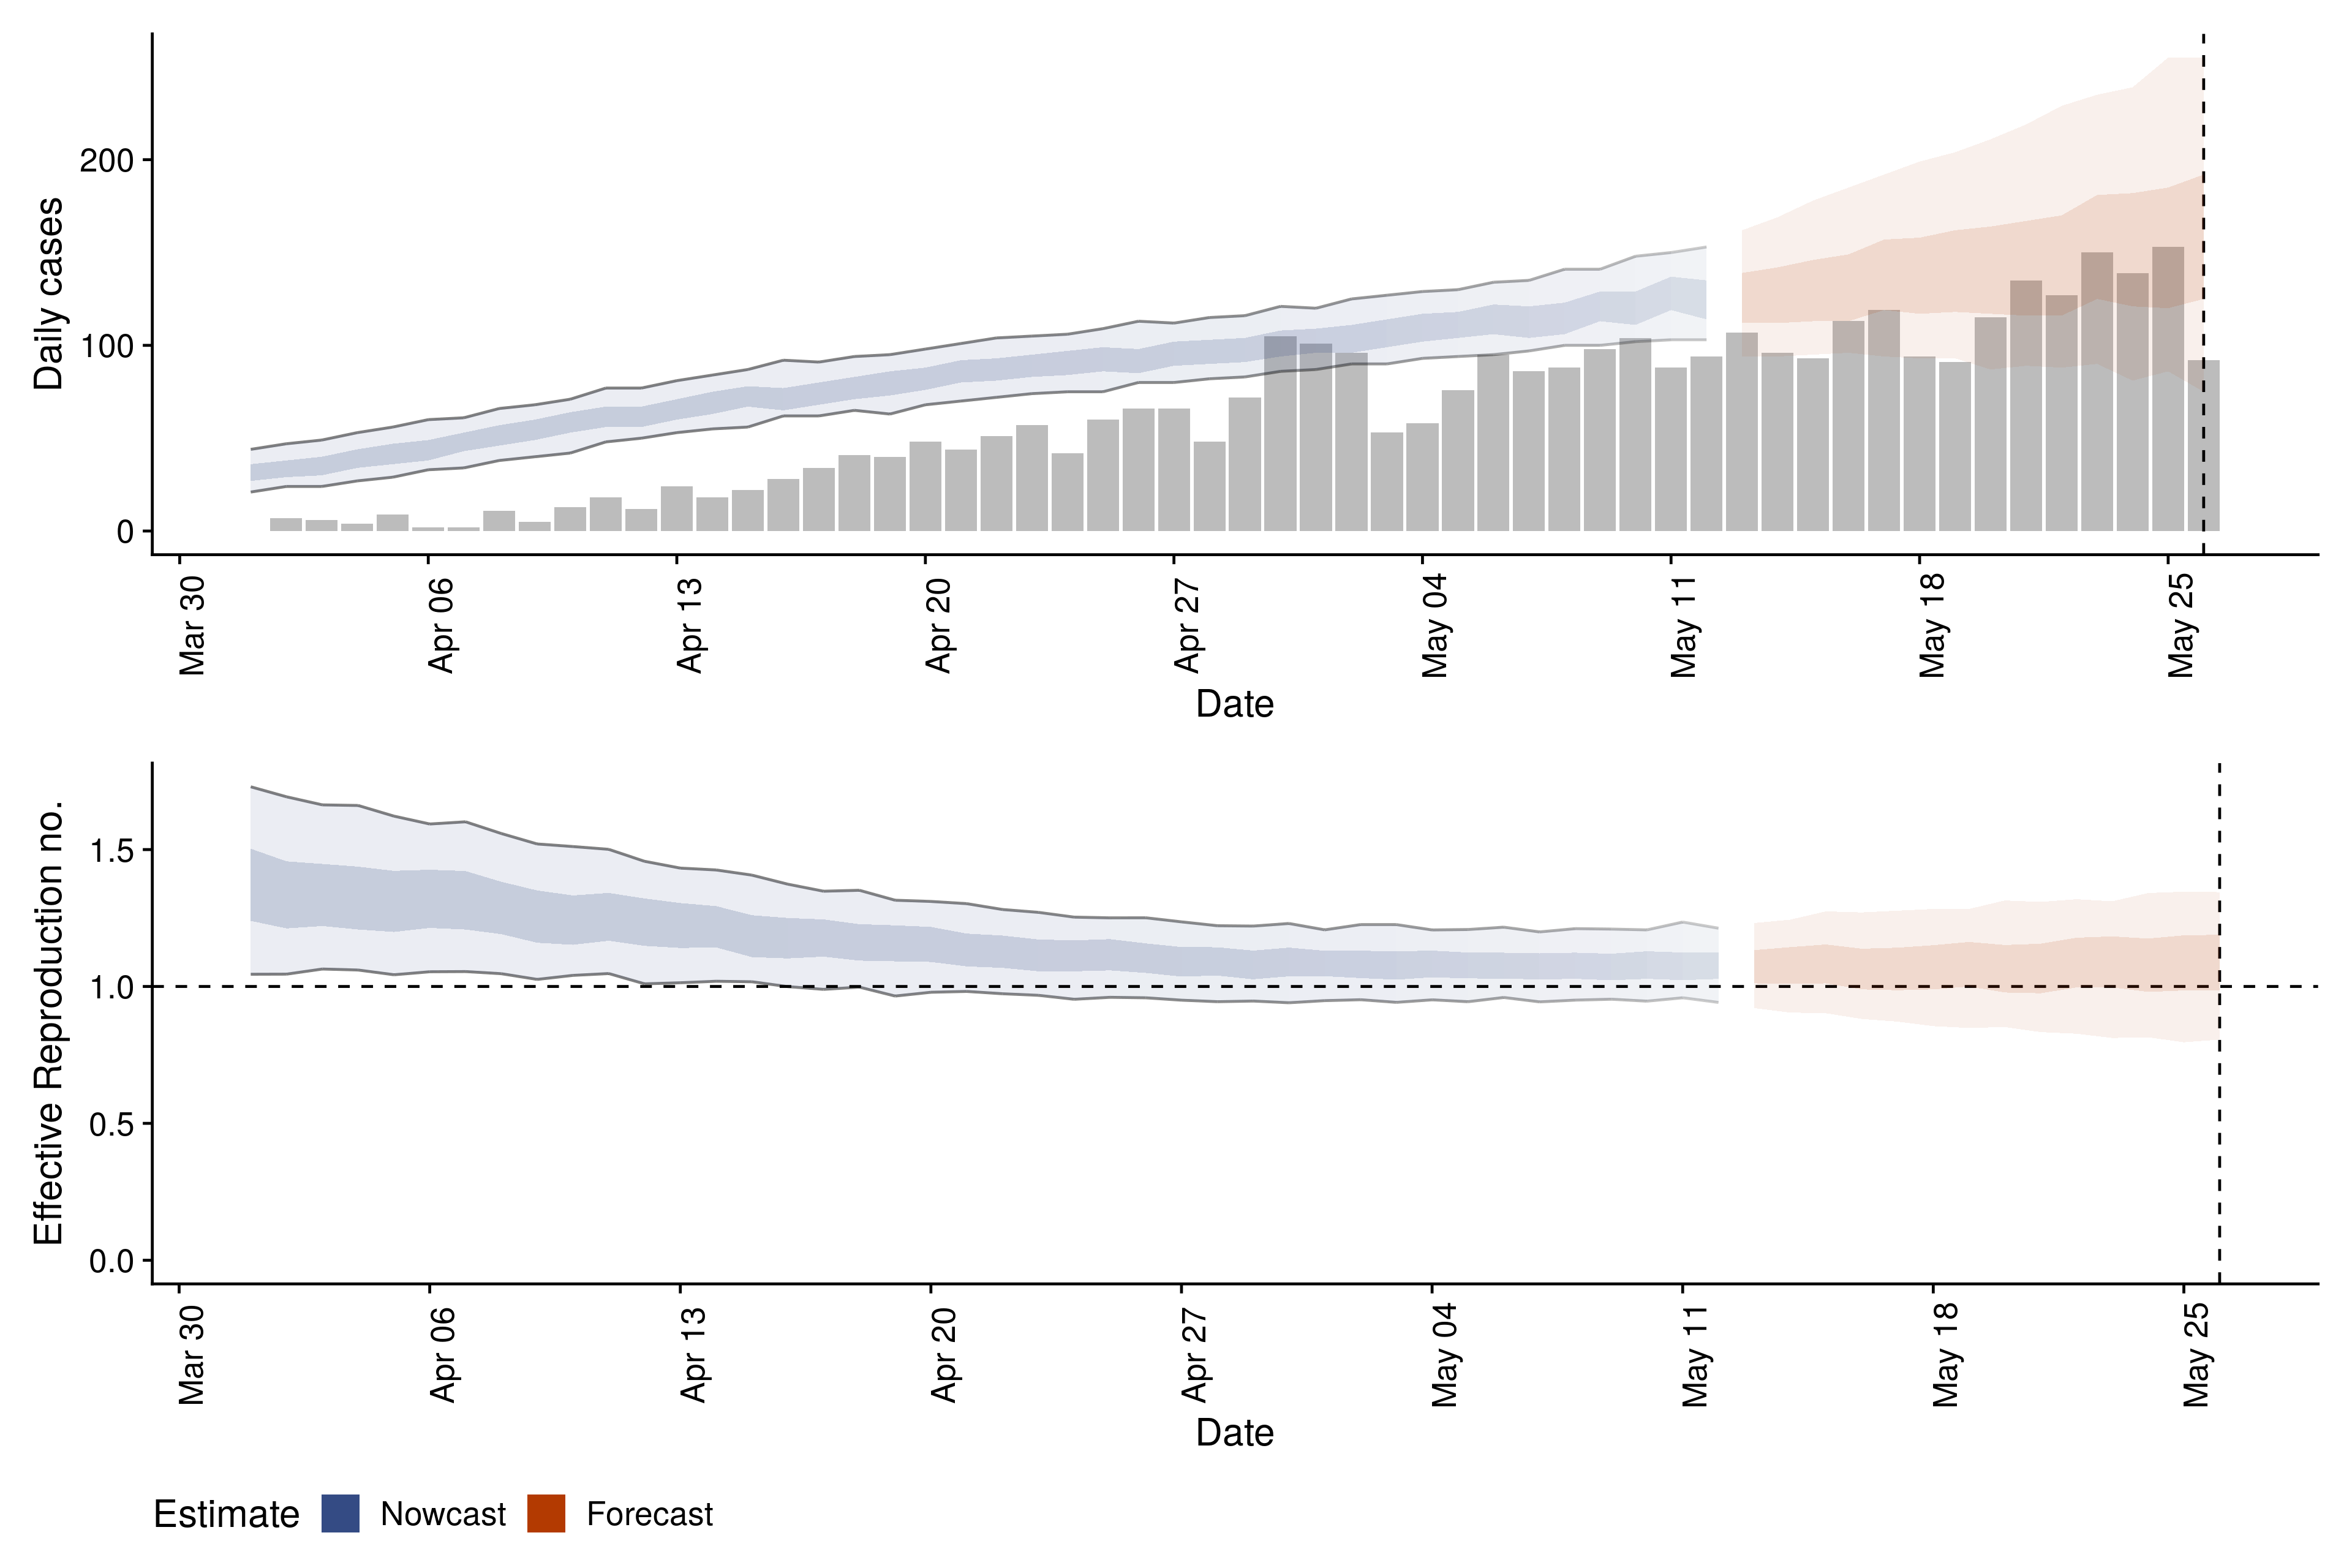 Daily cases
200
100
0
Mar 30
Apr 06
Apr 13
Apr 20
Apr 27
May 04
May 11
May 18
May 25
Date
Effective Reproduction no.
1.5
1.0
0.5
0.0
Mar 30
Apr 06
Apr 13
Apr 20
Apr 27
May 04
May 11
May 18
May 25
Date
Estimate Nowcast Forecast